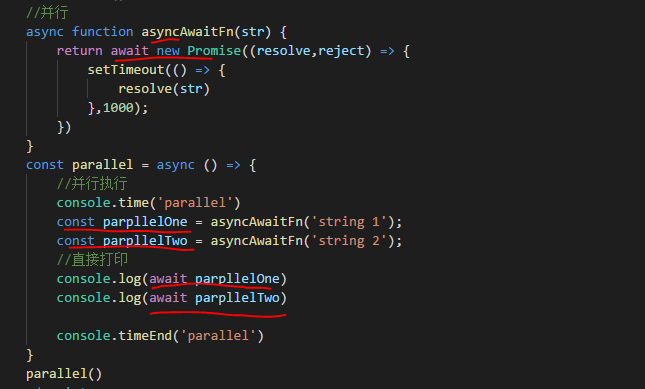 //并行
async function asyncAwaitFn(str) {
    return await new Promise((resolve,reject) => {
        setTimeout(() => {
            resolve(str)
        },1000);
    })
}
const parallel = async () => {
    //并行执行
    console.time('parallel')
    const parpllelOne = asyncAwaitFn('string 1');
    const parpllelTwo = asyncAwaitFn('string 2');
    //直接打印
    console.log(await parpllelOne)
    console.log(await parpllelTwo)
    console.timeEnd('parallel')
}
parallel()